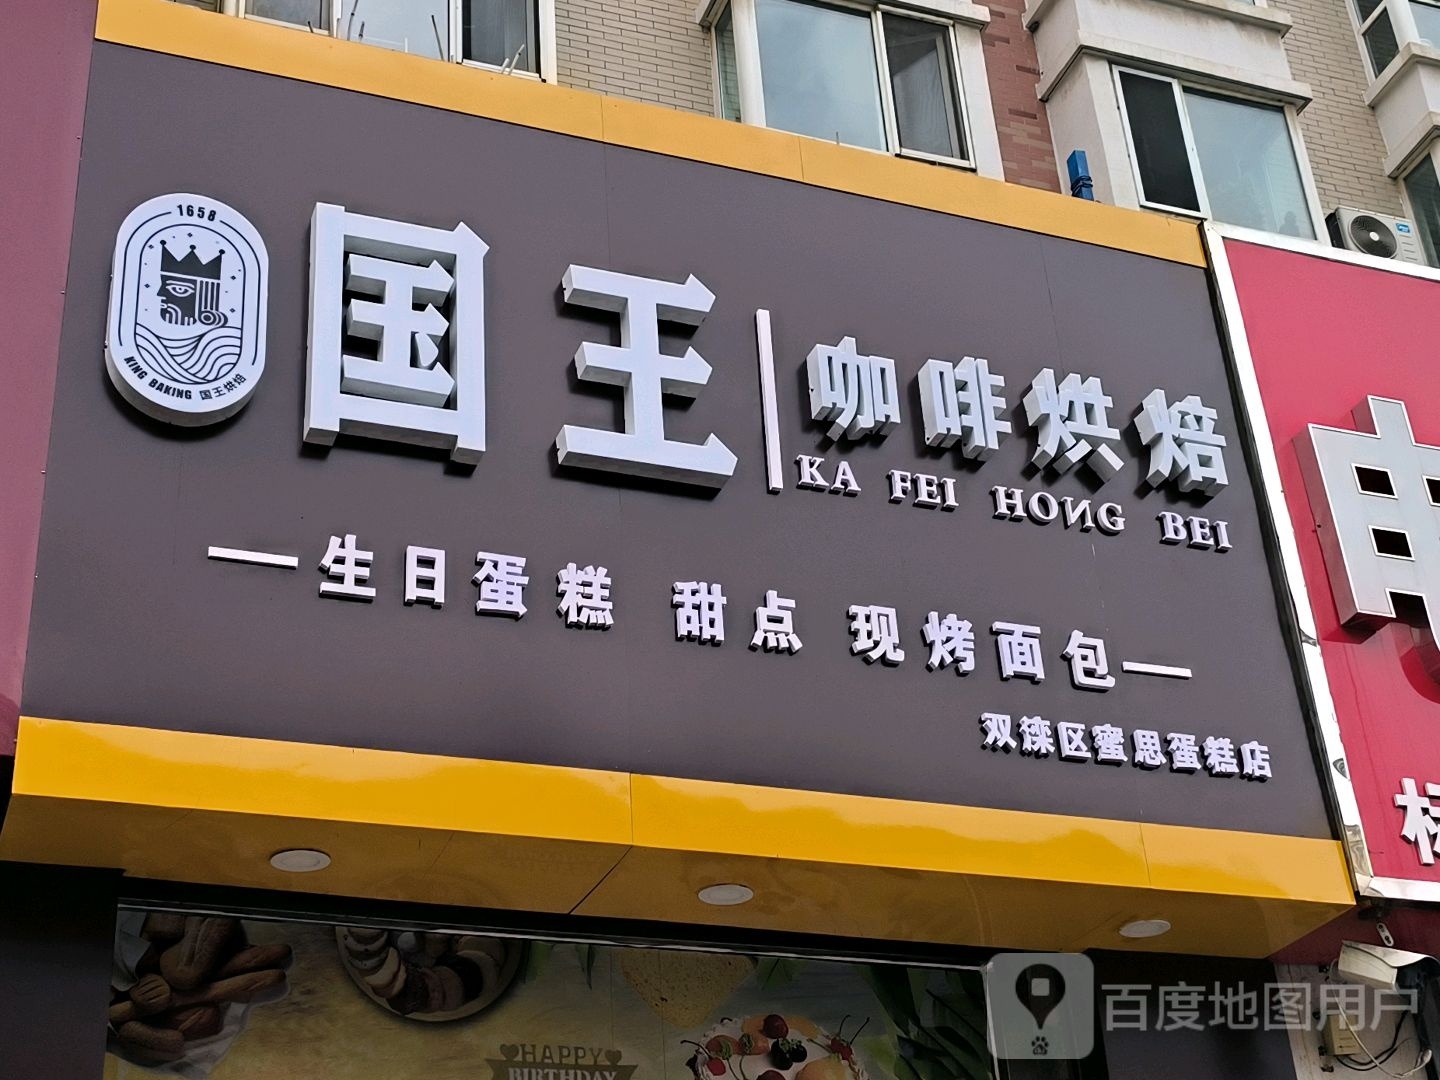 1658
KING BAKING 国王烘焙
国王 咖啡烘焙
KA FEI HONG BEI
生日蛋糕 甜点 现烤面包
双滦区蜜思蛋糕店
HAPPY
BIRTHDAY
百度地图用户